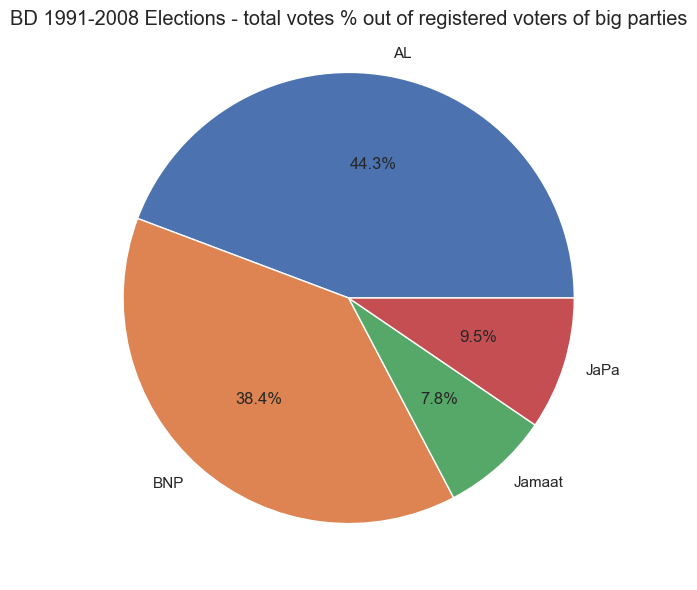 BD 1991-2008 Elections - total votes % out of registered voters of big parties
AL
44.3%
9.5%
JaPa
38.4%
7.8%
BNP
Jamaat